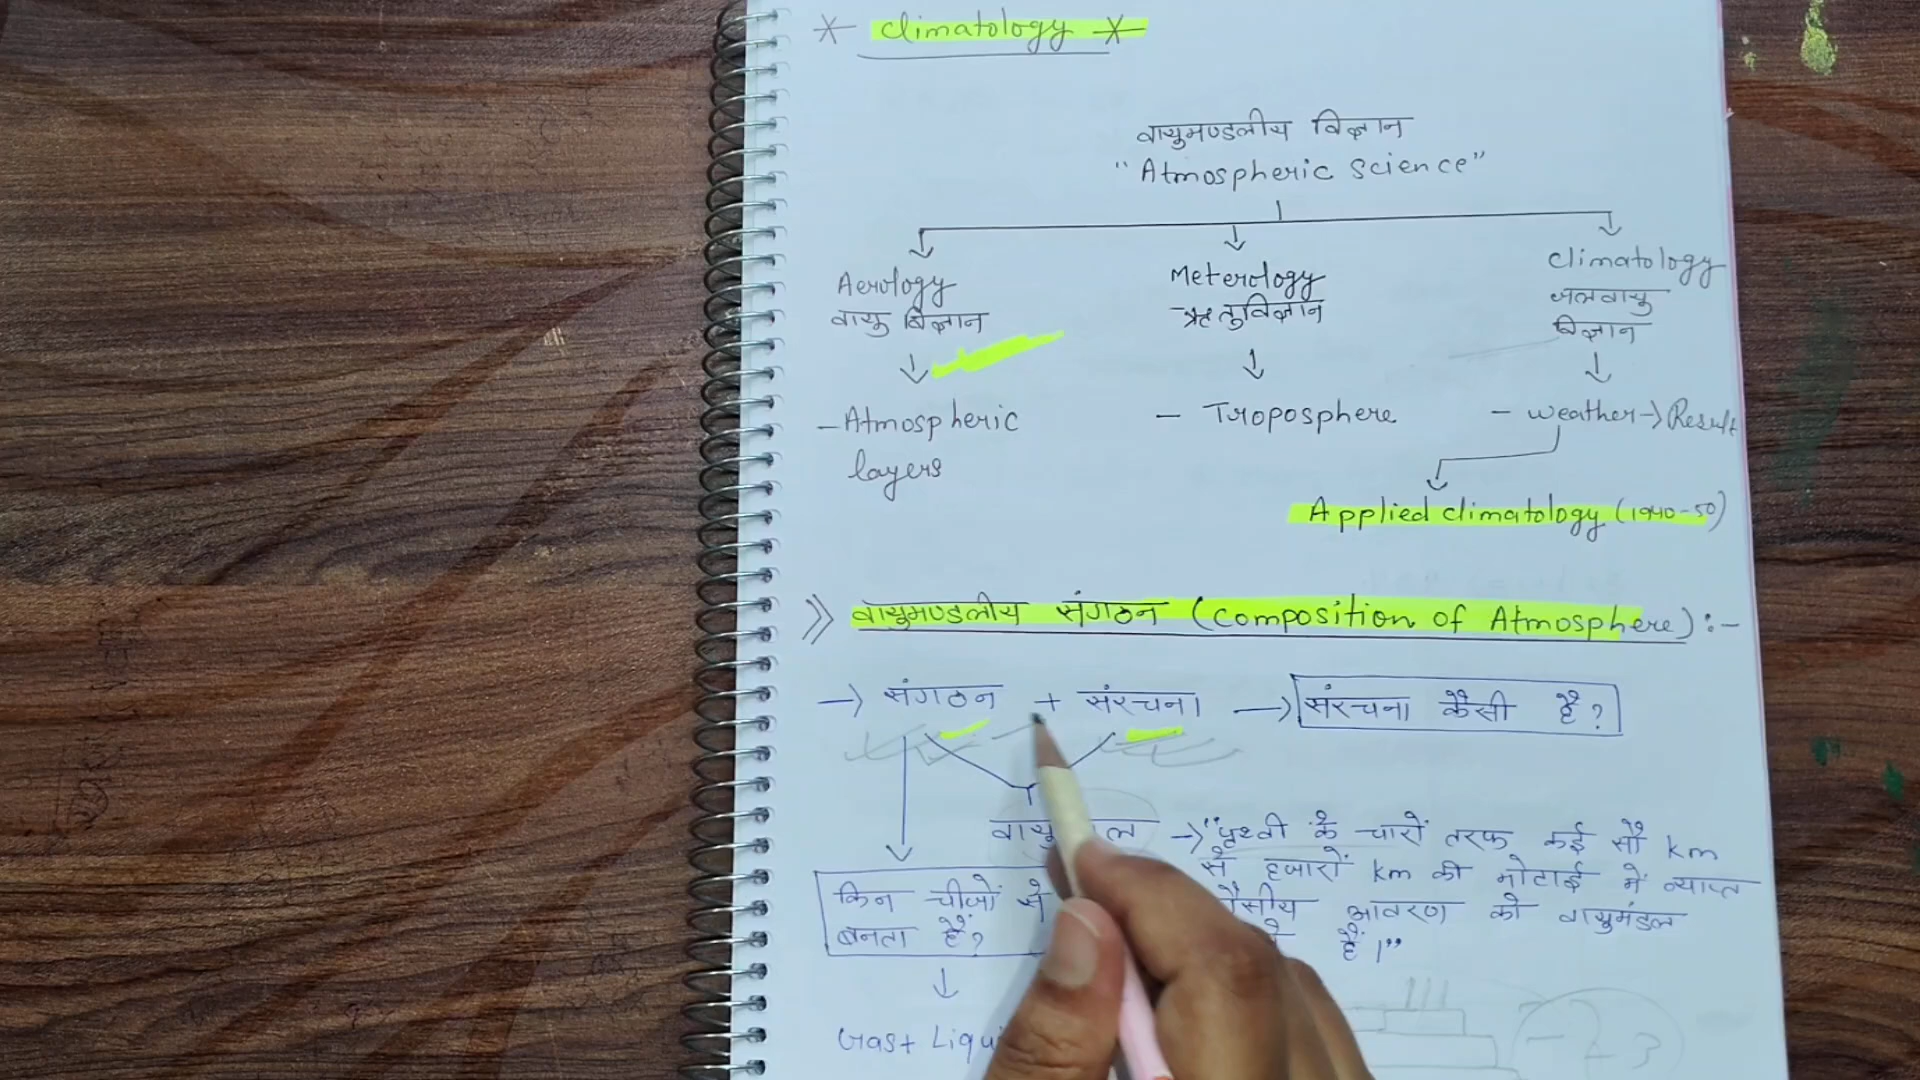 * Climatology *
वायुमण्डलीय विज्ञान
"Atmospheric Science"
Aerology
वायु विज्ञान
Meterology
ऋतुविज्ञान
Climatology
जलवायु
विज्ञान
- Atmospheric
layers
- Troposphere
- weather → Result
Applied climatology (1940-50)
» वायुमण्डलीय संगठन (Composition of Atmosphere) :-
→ संगठन + संरचना → संरचना कैसी है?
किन चीजों से
बनता है?
→ "पृथ्वी के चारों तरफ कई सौ km
से हजारों km की मोटाई में व्याप्त
आवरण को वायुमंडल
हैं।"
Gas +